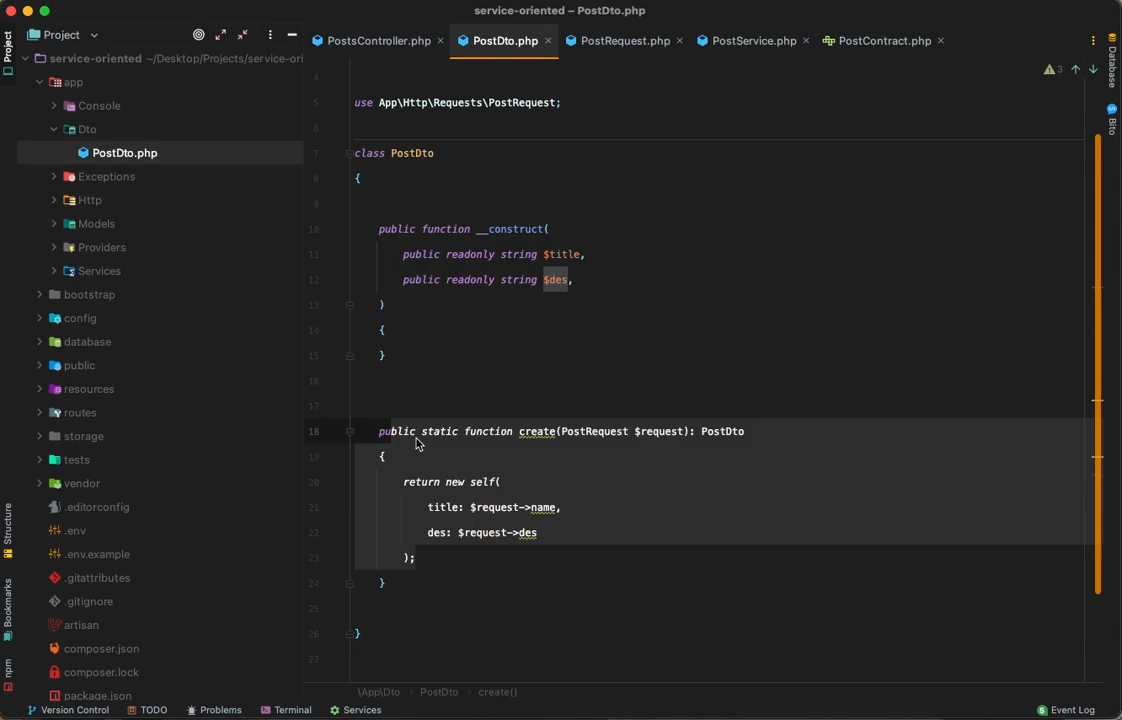 service-oriented – PostDto.php
Project
PostsController.php ×
PostDto.php ×
PostRequest.php ×
PostService.php ×
PostContract.php ×
Project
Structure
Bookmarks
npm
Database
Bito
3
service-oriented ~/Desktop/Projects/service-ori
app
Console
Dto
PostDto.php
Exceptions
Http
Models
Providers
Services
bootstrap
config
database
public
resources
routes
storage
tests
vendor
.editorconfig
.env
.env.example
.gitattributes
.gitignore
artisan
composer.json
composer.lock
package.json
4
5 use App\Http\Requests\PostRequest;
6
7 class PostDto
8 {
9
10 public function __construct(
11 public readonly string $title,
12 public readonly string $des,
13 )
14 {
15 }
16
17
18 public static function create(PostRequest $request): PostDto
19 {
20 return new self(
21 title: $request->name,
22 des: $request->des
23 );
24 }
25
26 }
27
\App\Dto › PostDto › create()
Version Control
TODO
Problems
Terminal
Services
5 Event Log